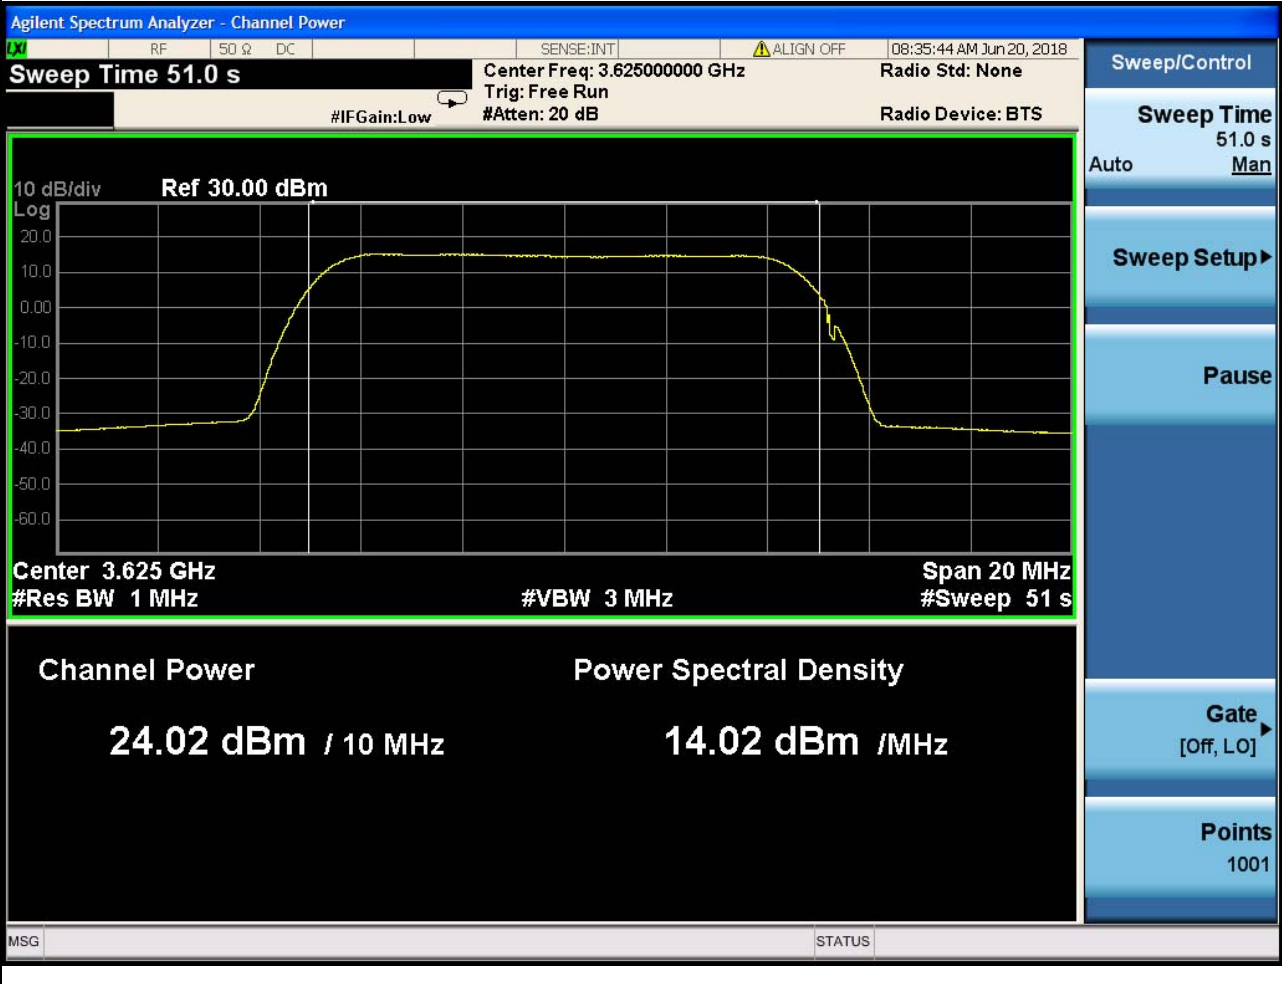 Agilent Spectrum Analyzer - Channel Power
LXI RF 50 Ω DC SENSE:INT ALIGN OFF 08:35:44 AM Jun 20, 2018
Sweep Time 51.0 s
Center Freq: 3.625000000 GHz
Radio Std: None
Trig: Free Run
#IFGain:Low
#Atten: 20 dB
Radio Device: BTS
10 dB/div Ref 30.00 dBm
Log
20.0
10.0
0.00
-10.0
-20.0
-30.0
-40.0
-50.0
-60.0
Center 3.625 GHz Span 20 MHz
#Res BW 1 MHz #VBW 3 MHz #Sweep 51 s
Channel Power Power Spectral Density
24.02 dBm / 10 MHz 14.02 dBm /MHz
MSG STATUS
Sweep/Control
Sweep Time
51.0 s
Auto Man
Sweep Setup
Pause
Gate
[Off, LO]
Points
1001